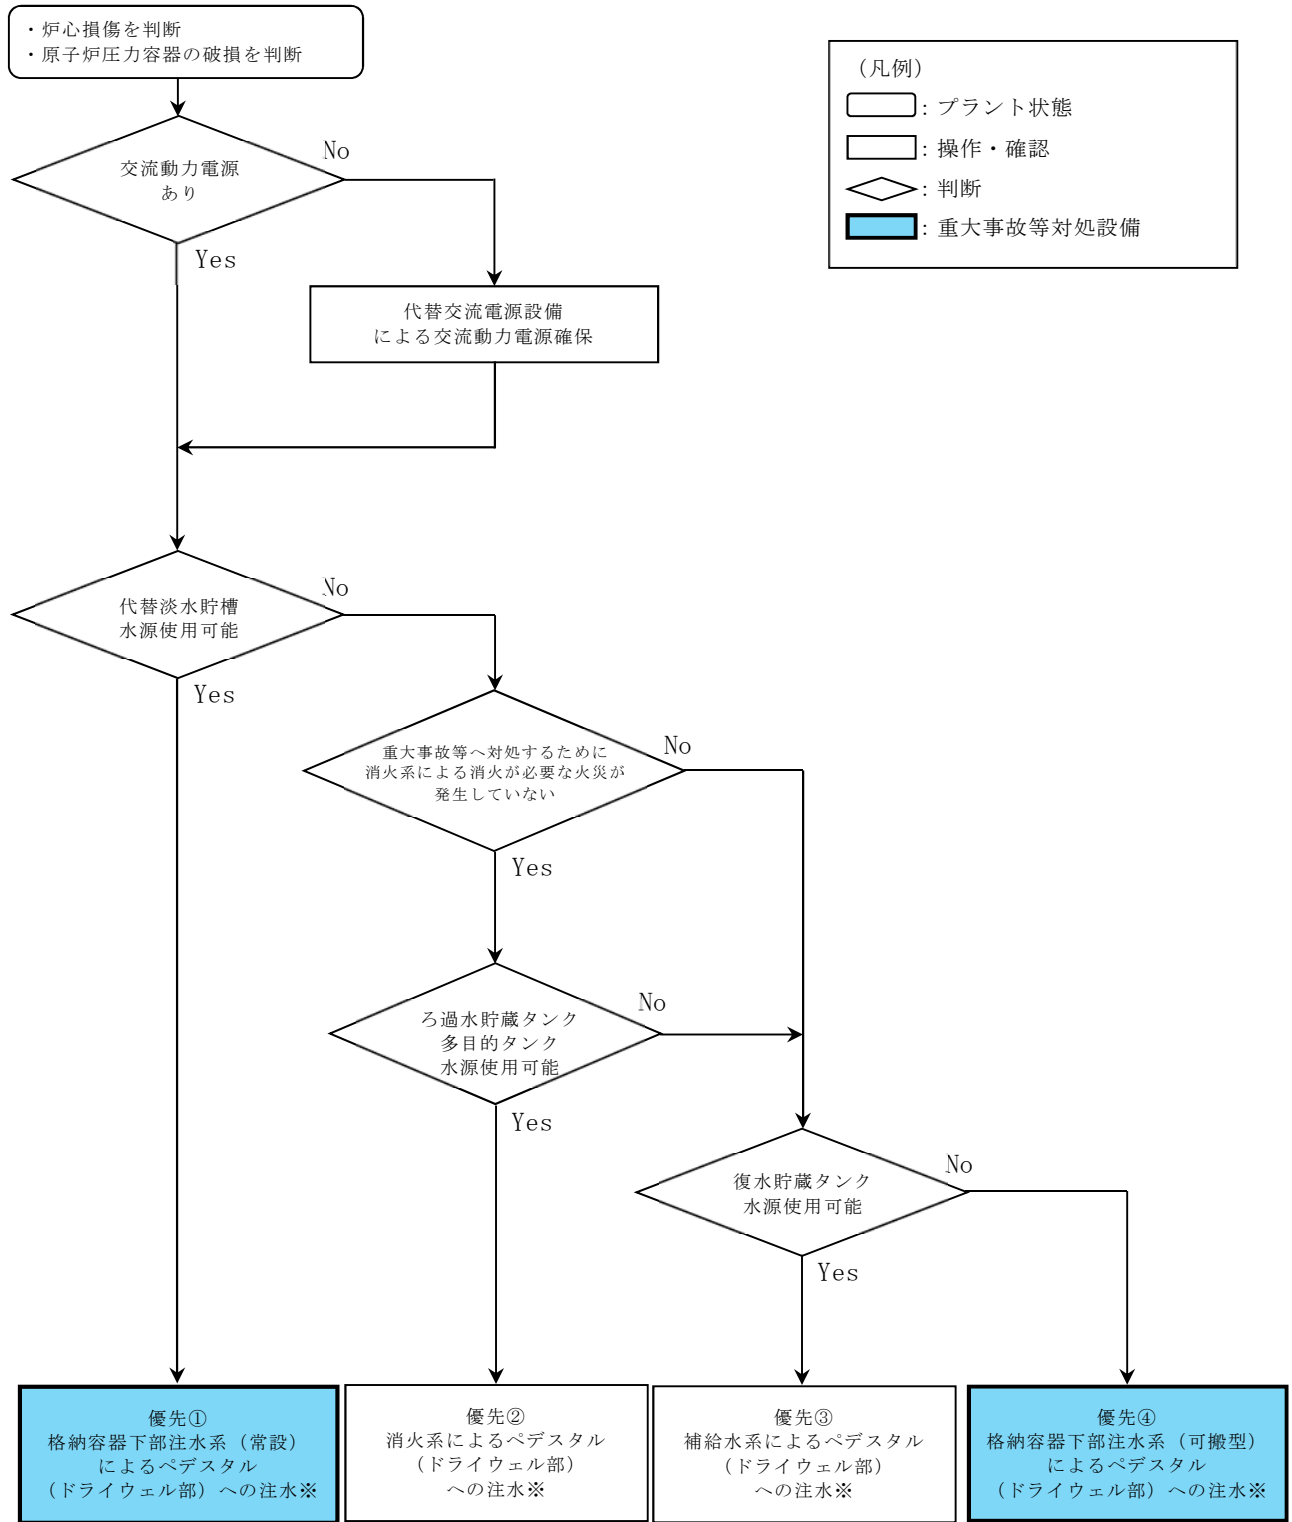 ・炉心損傷を判断
・原子炉圧力容器の破損を判断
(凡例)
：プラント状態
：操作・確認
：判断
：重大事故等対処設備
交流動力電源
あり
No
Yes
代替交流電源設備
による交流動力電源確保
代替淡水貯槽
水源使用可能
No
Yes
重大事故等へ対処するために
消火系による消火が必要な火災が
発生していない
No
Yes
ろ過水貯蔵タンク
多目的タンク
水源使用可能
No
Yes
復水貯蔵タンク
水源使用可能
No
Yes
優先①
格納容器下部注水系（常設）
によるペデスタル
（ドライウェル部）への注水※
優先②
消火系によるペデスタル
（ドライウェル部）
への注水※
優先③
補給水系によるペデスタル
（ドライウェル部）
への注水※
優先④
格納容器下部注水系（可搬型）
によるペデスタル
（ドライウェル部）への注水※